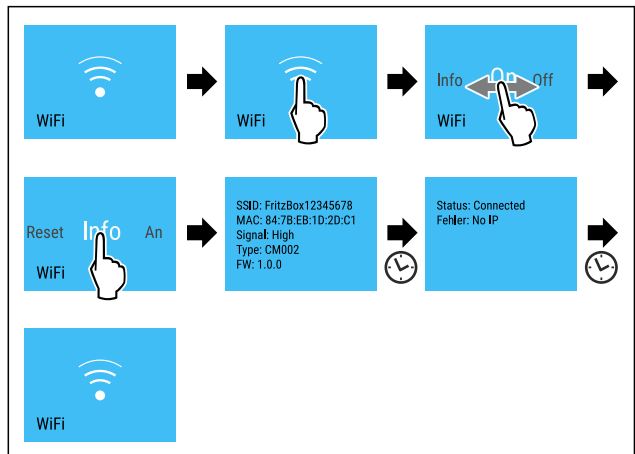 WiFi
WiFi
Info On Off
WiFi
Reset Info An
WiFi
SSID: FritzBox12345678
MAC: 84:7B:EB:1D:2D:C1
Signal: High
Type: CM002
FW: 1.0.0
Status: Connected
Fehler: No IP
WiFi